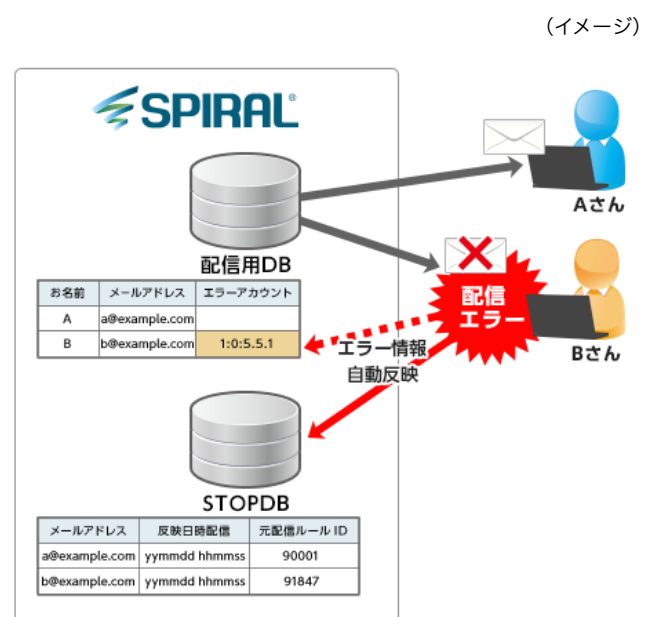 （イメージ）
SPIRAL®
Aさん
配信用DB
お名前 メールアドレス エラーアカウント
A a@example.com
B b@example.com 1:0:5.5.1
配信
エラー
Bさん
エラー情報
自動反映
STOPDB
メールアドレス 反映日時配信 元配信ルール ID
a@example.com yymmdd hhmmss 90001
b@example.com yymmdd hhmmss 91847